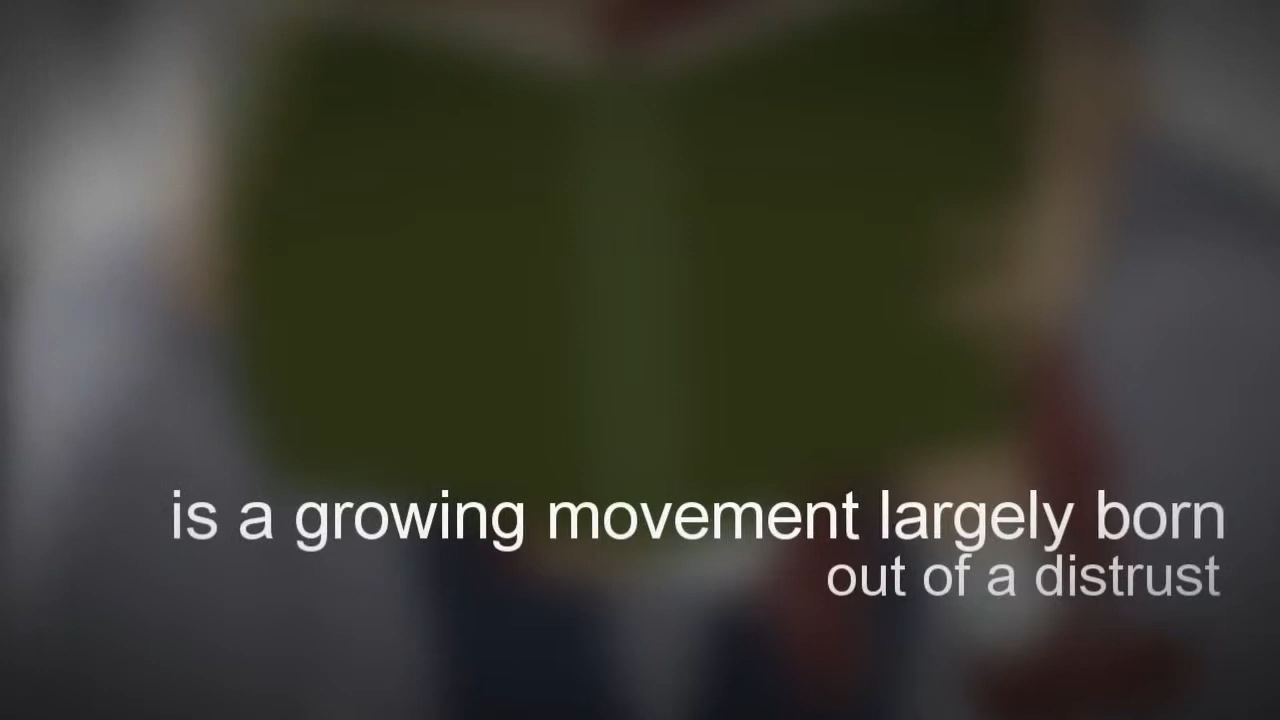 is a growing movement largely born
out of a distrust